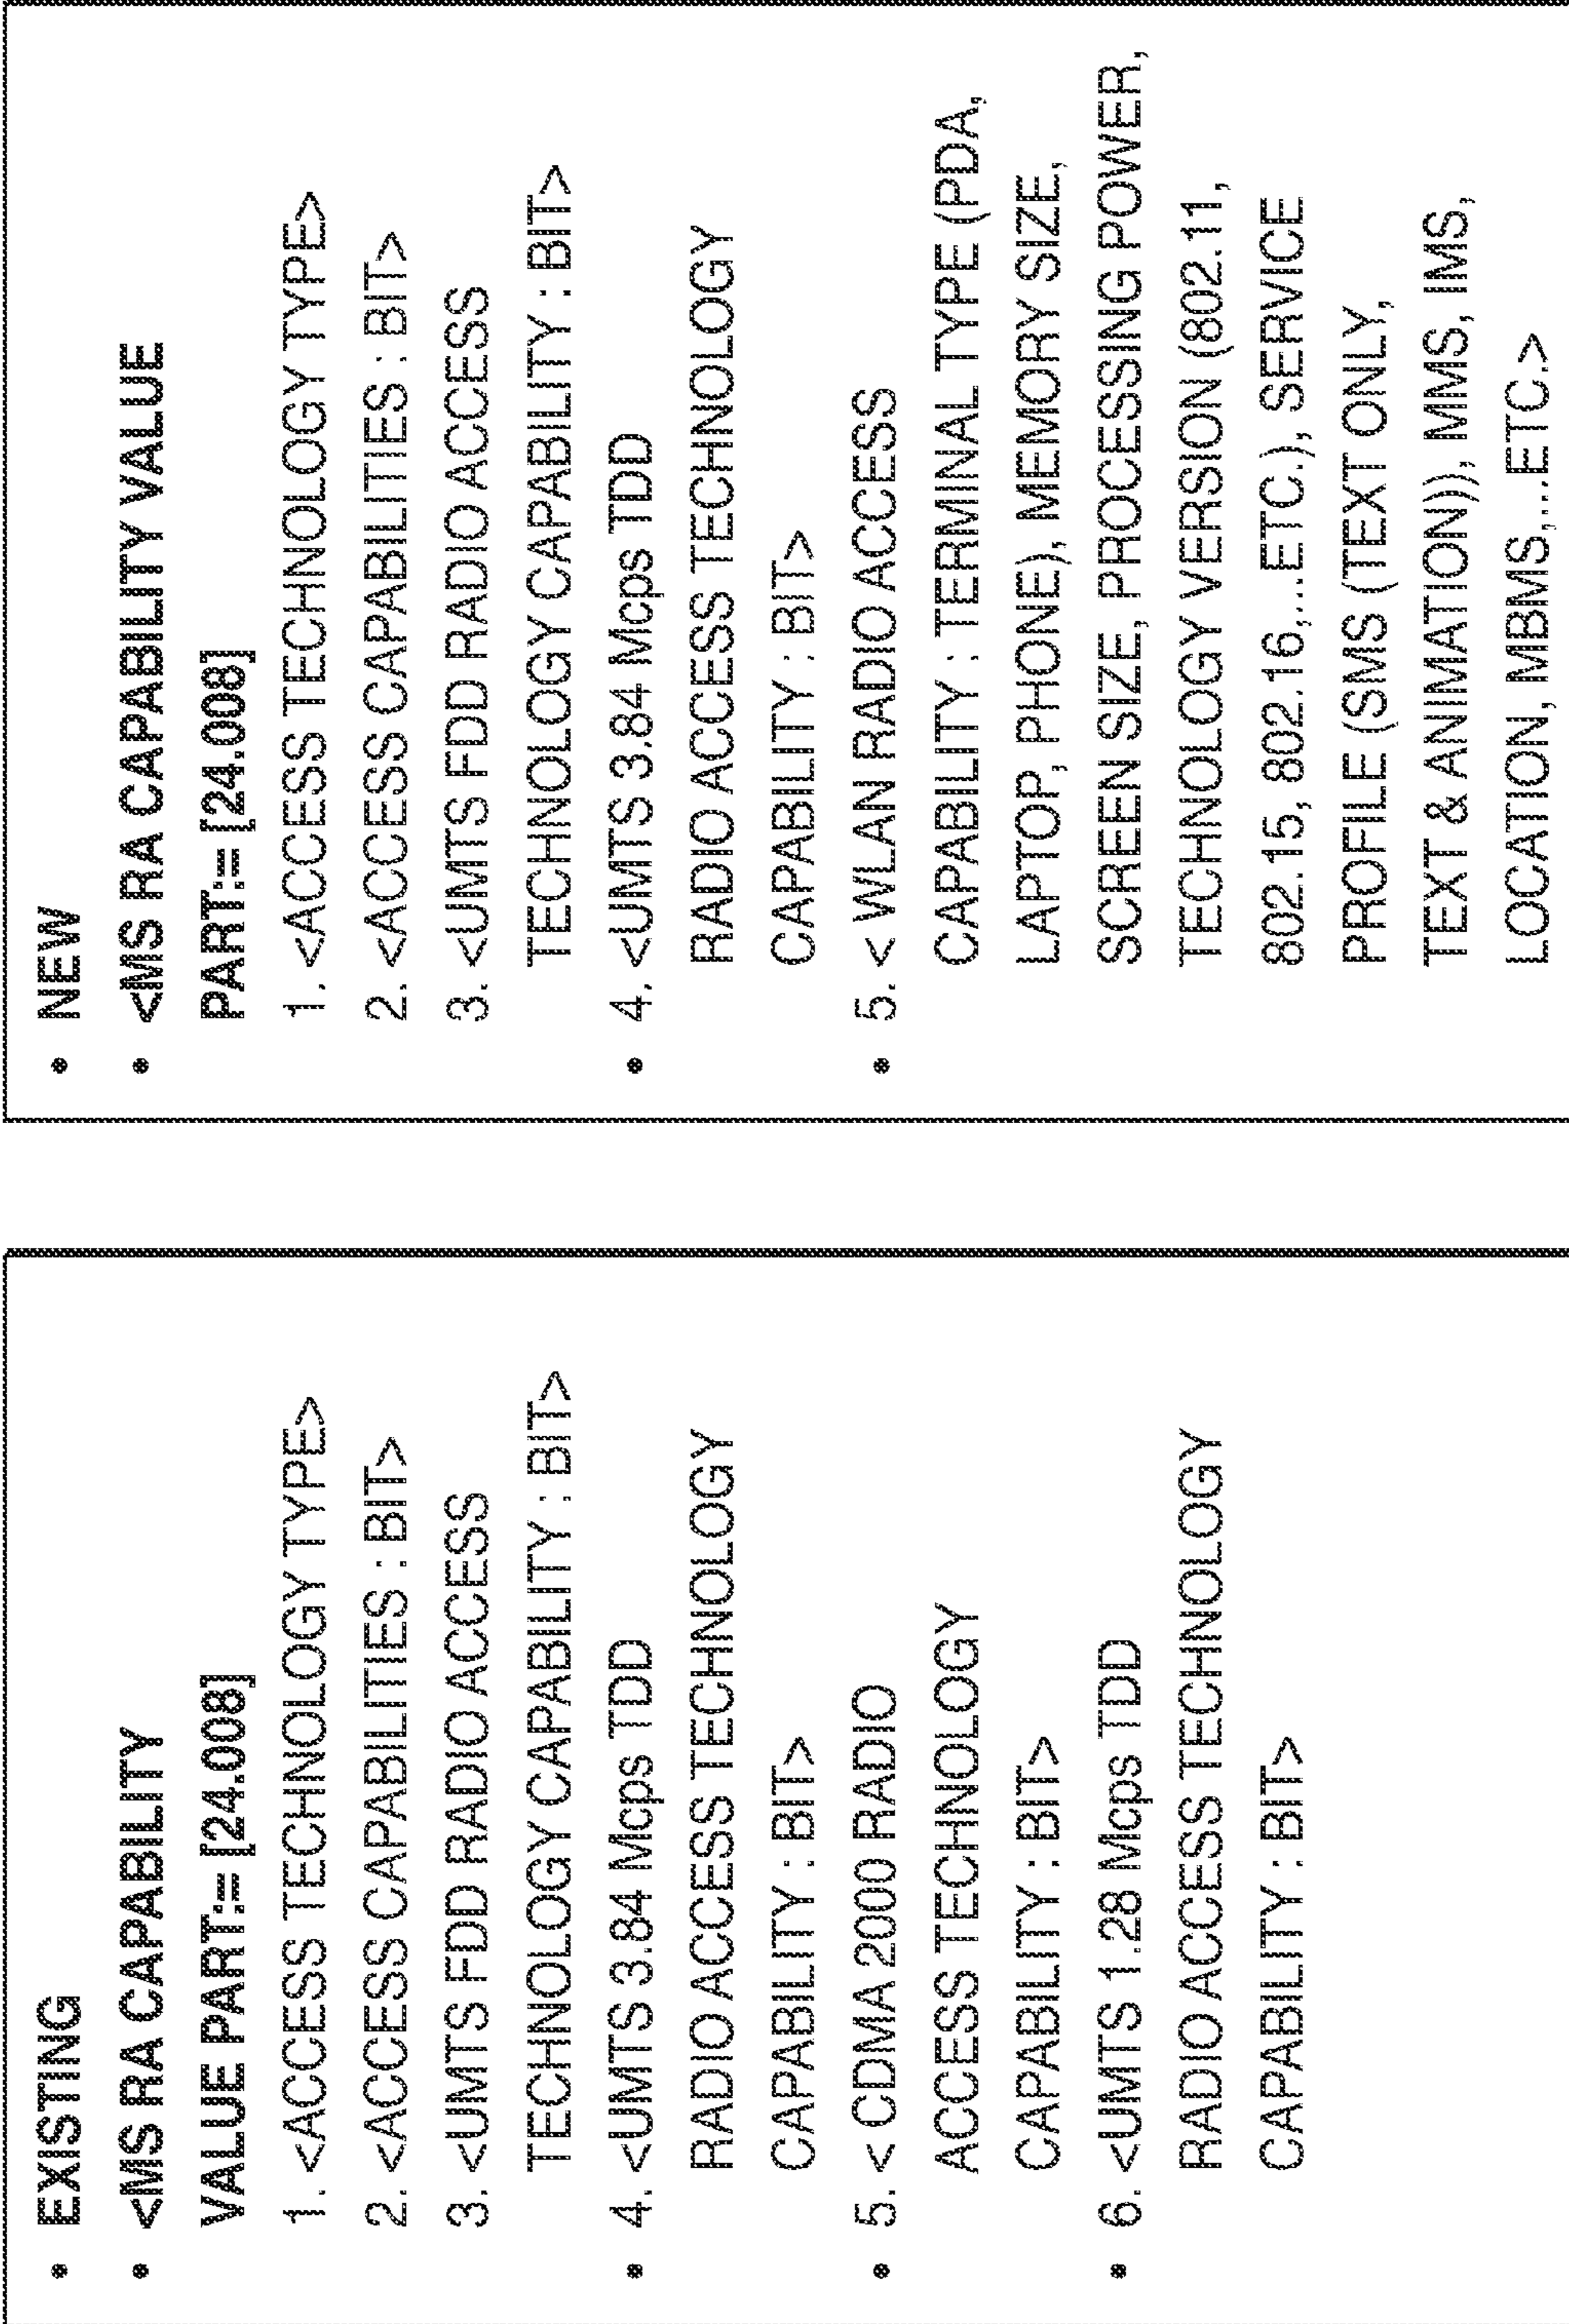 • EXISTING
• <MS RA CAPABILITY
VALUE PART:= [24.008]
1. <ACCESS TECHNOLOGY TYPE>
2. <ACCESS CAPABILITIES : BIT>
3. <UMTS FDD RADIO ACCESS
TECHNOLOGY CAPABILITY : BIT>
• 4. <UMTS 3.84 Mcps TDD
RADIO ACCESS TECHNOLOGY
CAPABILITY : BIT>
• 5. < CDMA 2000 RADIO
ACCESS TECHNOLOGY
CAPABILITY : BIT>
• 6. <UMTS 1.28 Mcps TDD
RADIO ACCESS TECHNOLOGY
CAPABILITY : BIT>
• NEW
• <MS RA CAPABILITY VALUE
PART:= [24.008]
1. <ACCESS TECHNOLOGY TYPE>
2. <ACCESS CAPABILITIES : BIT>
3. <UMTS FDD RADIO ACCESS
TECHNOLOGY CAPABILITY : BIT>
• 4. <UMTS 3.84 Mcps TDD
RADIO ACCESS TECHNOLOGY
CAPABILITY : BIT>
• 5. < WLAN RADIO ACCESS
CAPABILITY : TERMINAL TYPE (PDA,
LAPTOP, PHONE), MEMORY SIZE,
SCREEN SIZE, PROCESSING POWER,
TECHNOLOGY VERSION (802.11,
802.15, 802.16,...ETC.), SERVICE
PROFILE (SMS (TEXT ONLY,
TEXT & ANIMATION)), MMS, IMS,
LOCATION, MBMS,...ETC.>